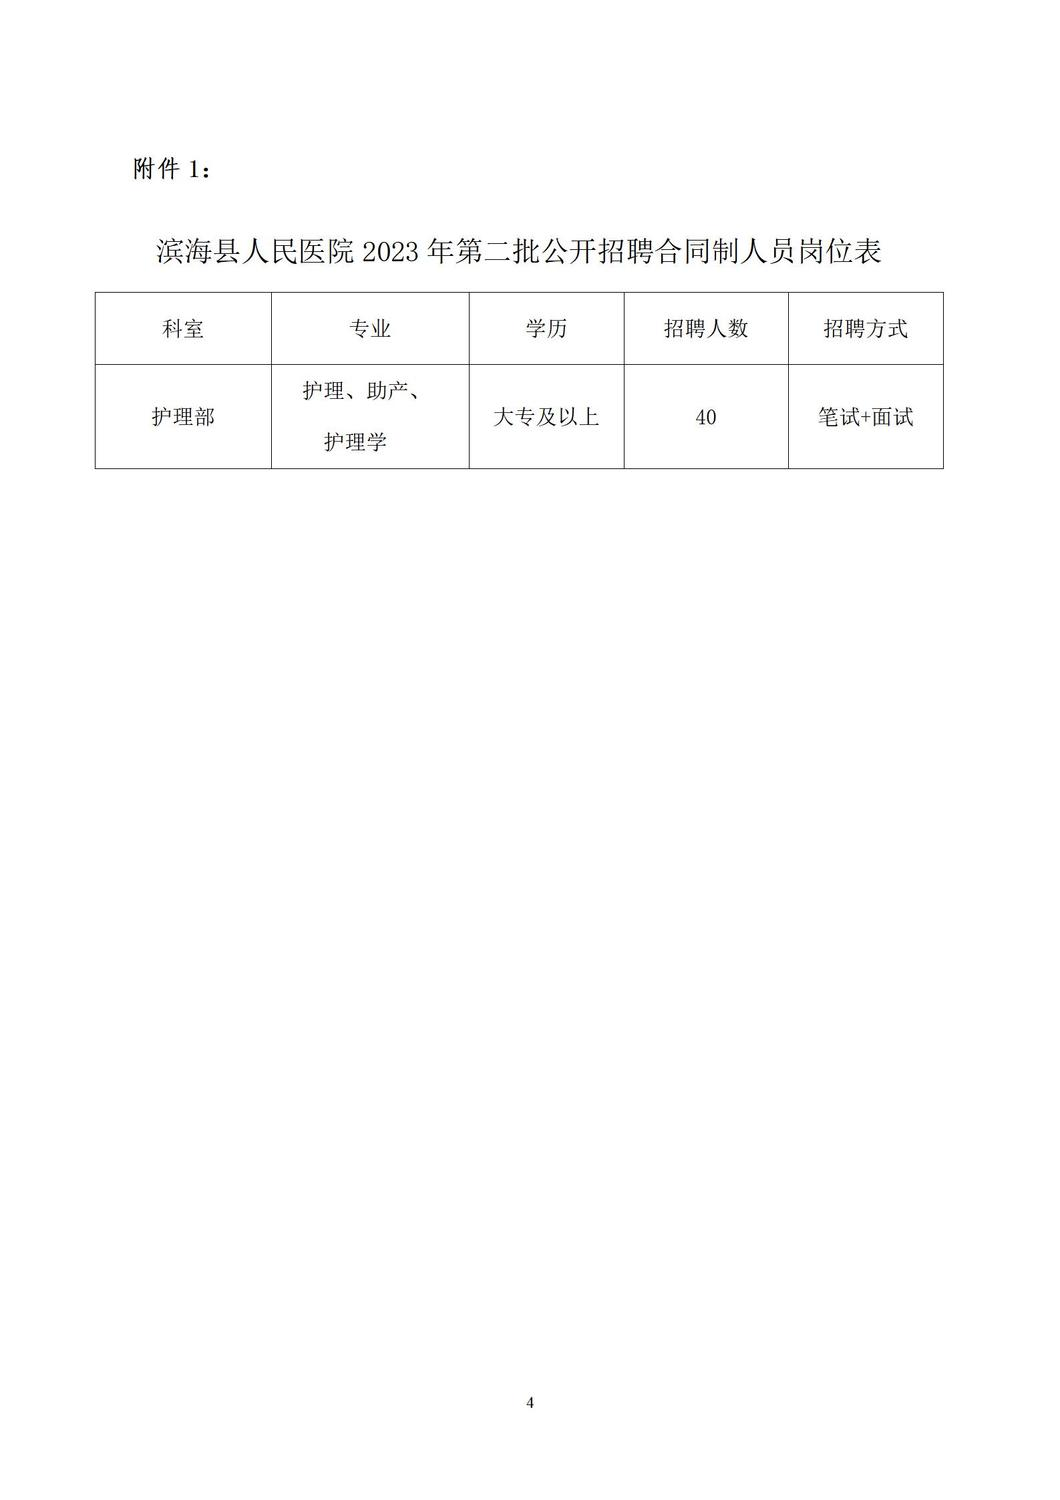 附件 1：
滨海县人民医院 2023 年第二批公开招聘合同制人员岗位表
科室 专业 学历 招聘人数 招聘方式
护理部 护理、助产、 大专及以上 40 笔试+面试
护理学
4